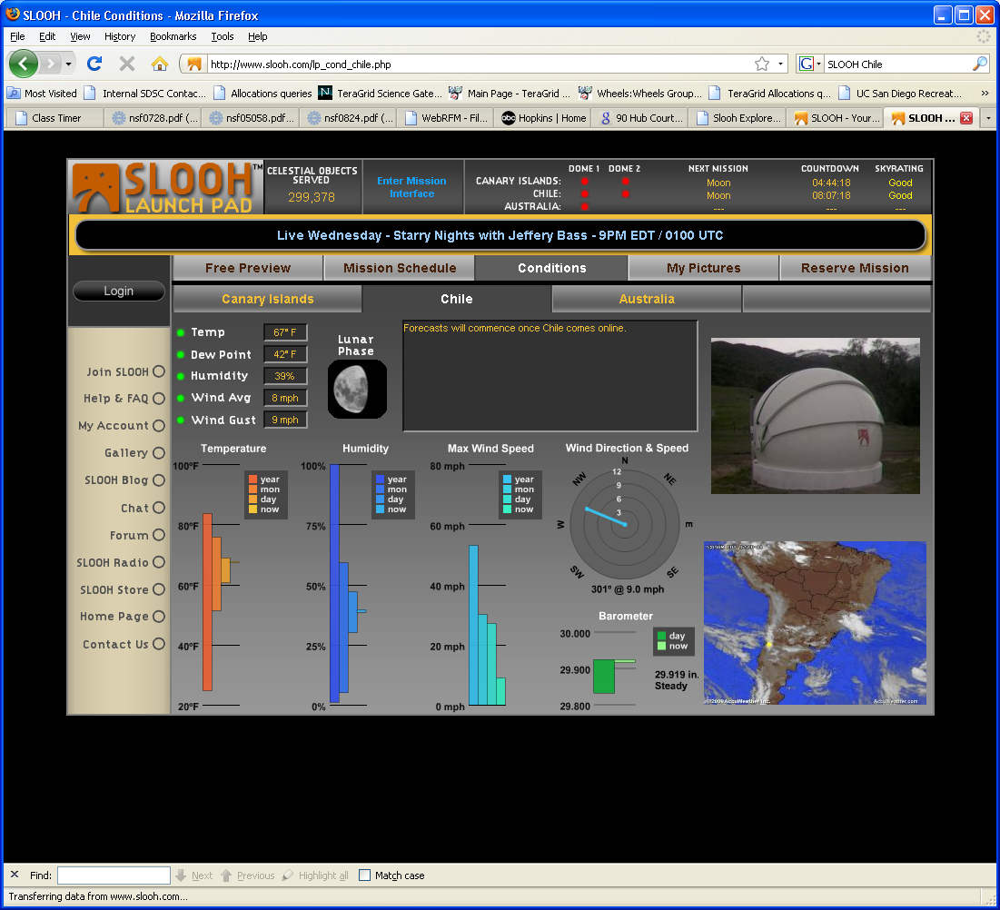 SLOOH - Chile Conditions - Mozilla Firefox
File Edit View History Bookmarks Tools Help
http://www.slooh.com/lp_cond_chile.php
SLOOH Chile
Most Visited Internal SDSC Contac... Allocations queries TeraGrid Science Gate... Main Page - TeraGrid ... Wheels:Wheels Group... TeraGrid Allocations q... UC San Diego Recreat... »
Class Timer nsf0728.pdf (... nsf05058.pdf... nsf0824.pdf (... WebRFM - Fil... Hopkins | Home 90 Hub Court... Slooh Explore... SLOOH - Your... SLOOH ...
SLOOH™
LAUNCH PAD
CELESTIAL OBJECTS
SERVED
299,378
Enter Mission
Interface
DOME 1 DOME 2 NEXT MISSION COUNTDOWN SKYRATING
CANARY ISLANDS: Moon 04:44:18 Good
CHILE: Moon 08:07:18 Good
AUSTRALIA: --- --- ---
Live Wednesday - Starry Nights with Jeffery Bass - 9PM EDT / 0100 UTC
Login
Free Preview Mission Schedule Conditions My Pictures Reserve Mission
Canary Islands Chile Australia
Join SLOOH
Help & FAQ
My Account
Gallery
SLOOH Blog
Chat
Forum
SLOOH Radio
SLOOH Store
Home Page
Contact Us
Temp 67° F
Dew Point 42° F
Humidity 39%
Wind Avg 8 mph
Wind Gust 9 mph
Lunar
Phase
Forecasts will commence once Chile comes online.
Temperature
100°F
80°F
60°F
40°F
20°F
year
mon
day
now
Humidity
100%
75%
50%
25%
0%
year
mon
day
now
Max Wind Speed
80 mph
60 mph
40 mph
20 mph
0 mph
year
mon
day
now
Wind Direction & Speed
N
NW NE
12
9
6
3
W E
SW SE
301° @ 9.0 mph
Barometer
30.000
29.900
29.800
day
now
29.919 in.
Steady
©2009 AccuWeather, Inc. AccuWeather.com
Find: Next Previous Highlight all Match case
Transferring data from www.slooh.com...